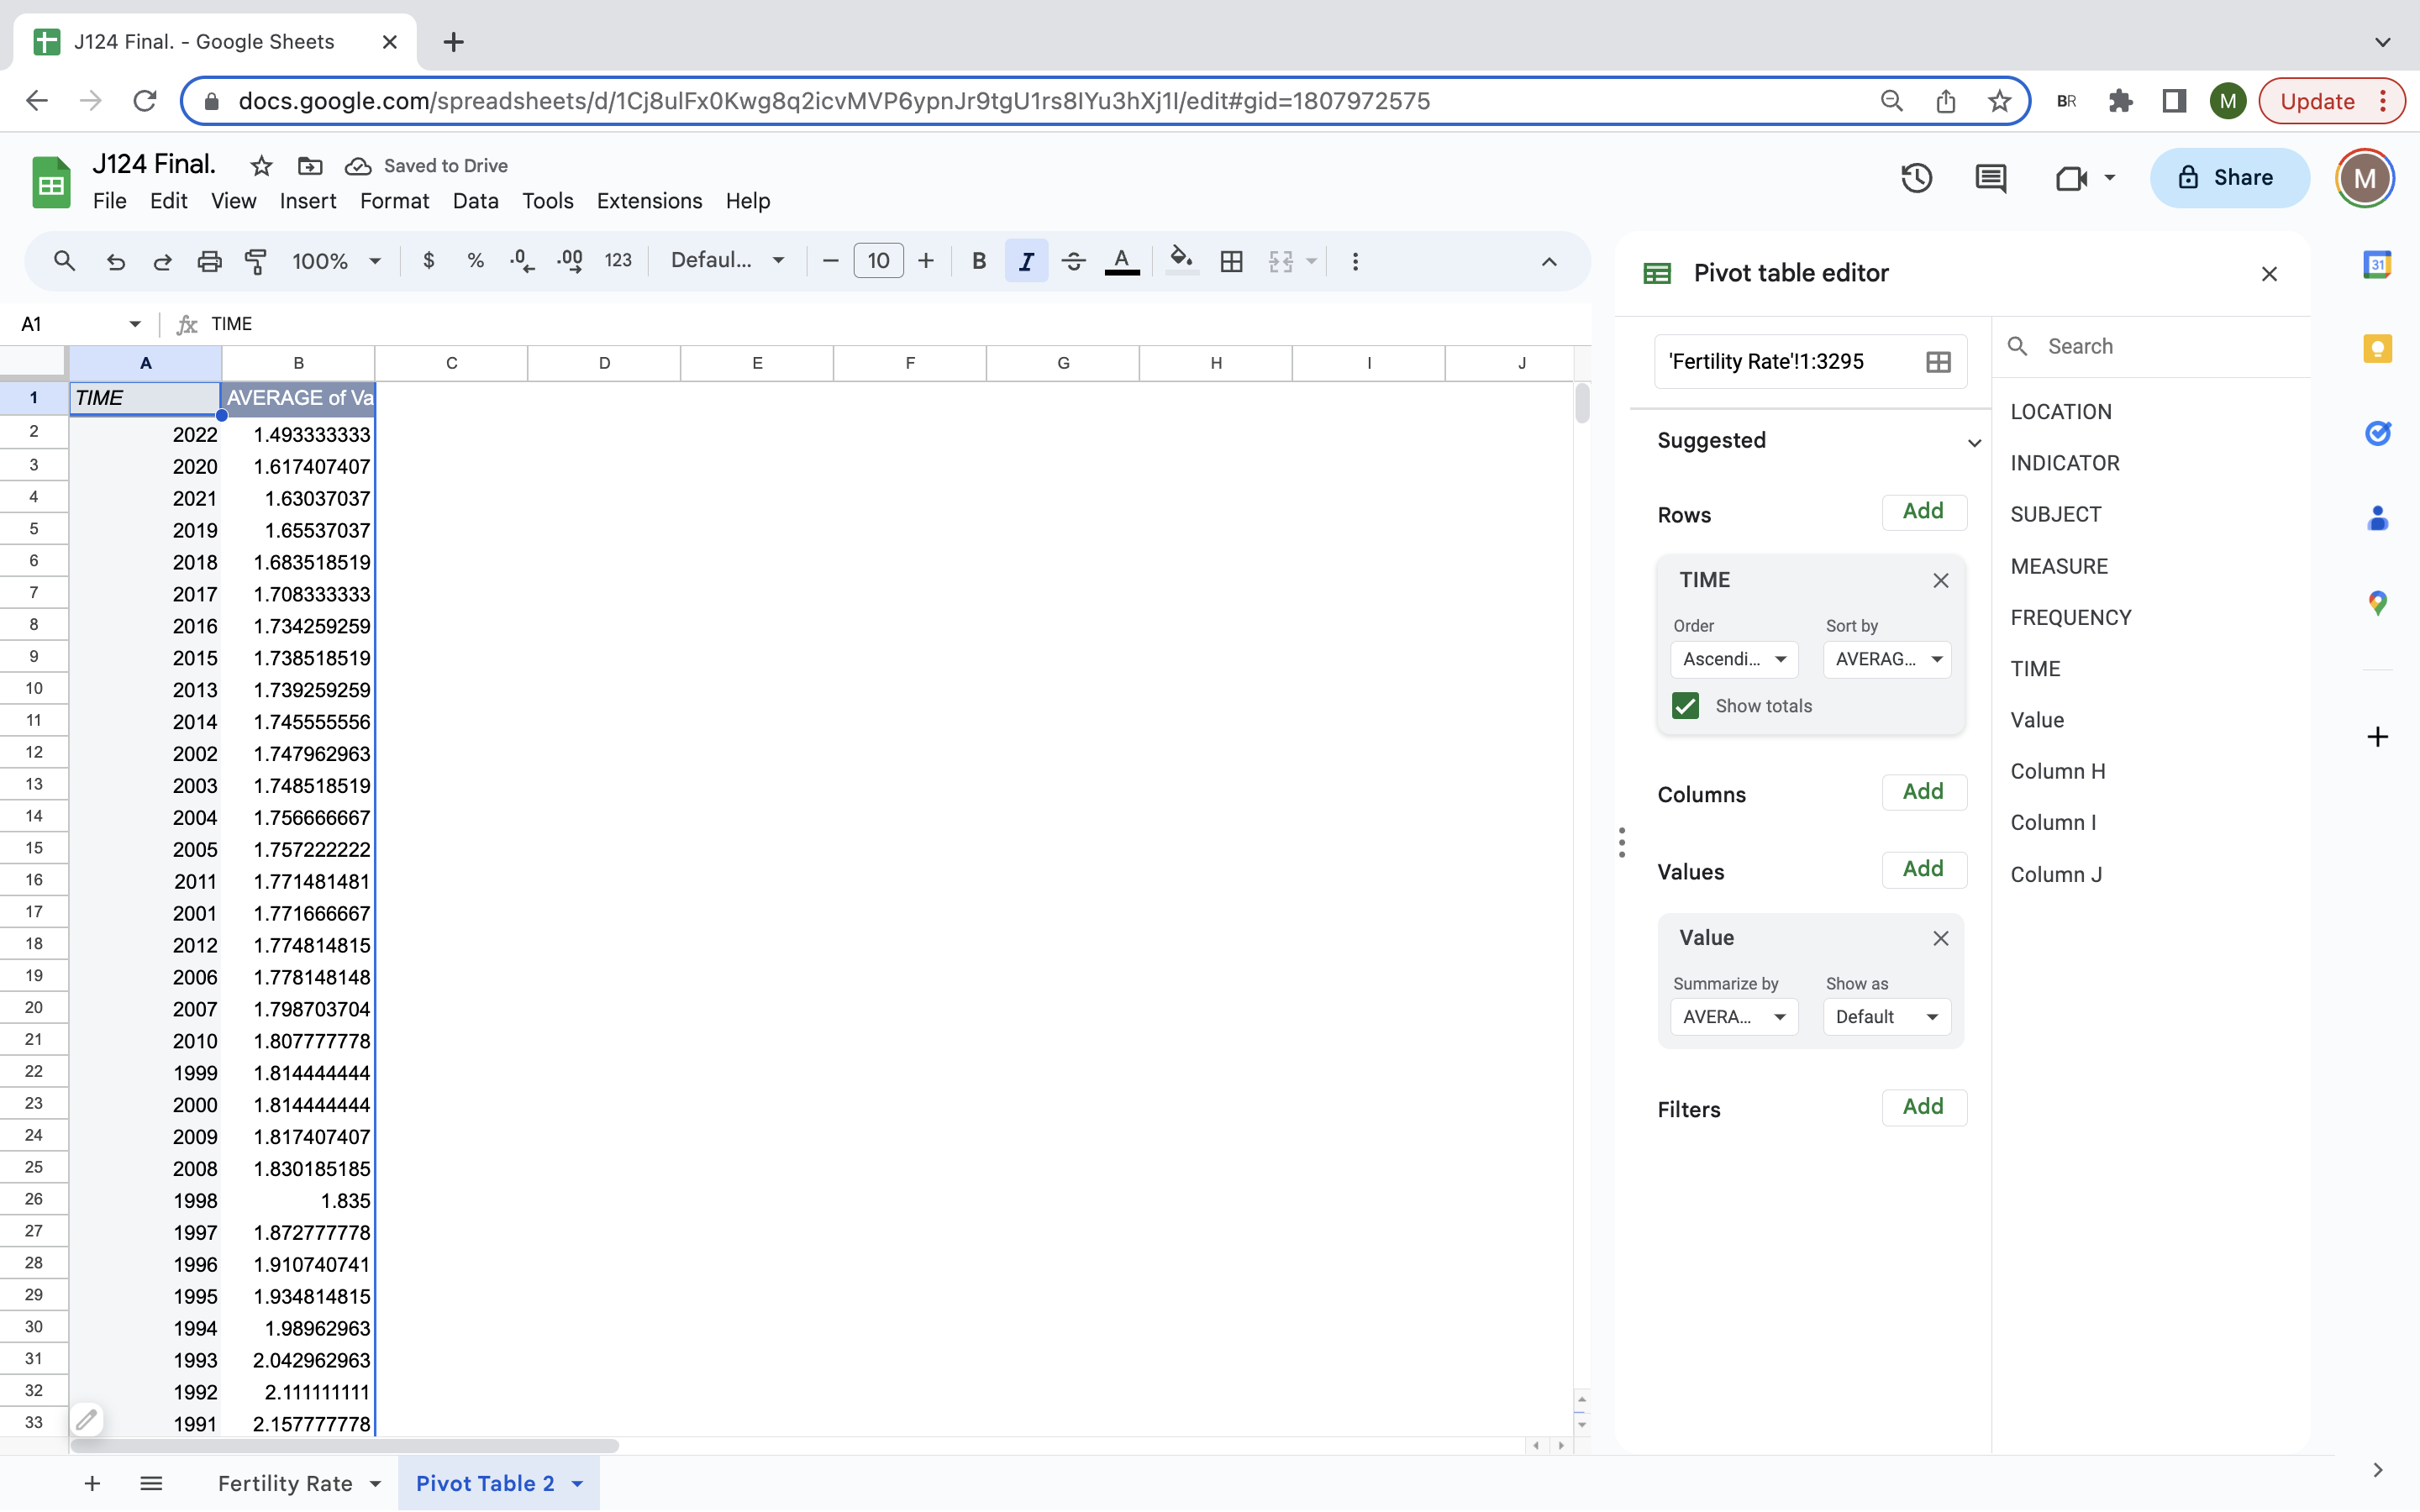 J124 Final. - Google Sheets
docs.google.com/spreadsheets/d/1Cj8ulFx0Kwg8q2icvMVP6ypnJr9tgU1rs8IYu3hXj1I/edit#gid=1807972575
BR
M
Update
J124 Final.
Saved to Drive
File Edit View Insert Format Data Tools Extensions Help
Share
M
100%
$ % .0 .00 123
Defaul...
10
B I A
A1
fx TIME
A B C D E F G H I J
1 TIME AVERAGE of Va
2 2022 1.493333333
3 2020 1.617407407
4 2021 1.63037037
5 2019 1.65537037
6 2018 1.683518519
7 2017 1.708333333
8 2016 1.734259259
9 2015 1.738518519
10 2013 1.739259259
11 2014 1.745555556
12 2002 1.747962963
13 2003 1.748518519
14 2004 1.756666667
15 2005 1.757222222
16 2011 1.771481481
17 2001 1.771666667
18 2012 1.774814815
19 2006 1.778148148
20 2007 1.798703704
21 2010 1.807777778
22 1999 1.814444444
23 2000 1.814444444
24 2009 1.817407407
25 2008 1.830185185
26 1998 1.835
27 1997 1.872777778
28 1996 1.910740741
29 1995 1.934814815
30 1994 1.98962963
31 1993 2.042962963
32 1992 2.111111111
33 1991 2.157777778
Fertility Rate
Pivot Table 2
Pivot table editor
'Fertility Rate'!1:3295
Suggested
Rows Add
TIME
Order Sort by
Ascendi... AVERAG...
Show totals
Columns Add
Values Add
Value
Summarize by Show as
AVERA... Default
Filters Add
Search
LOCATION
INDICATOR
SUBJECT
MEASURE
FREQUENCY
TIME
Value
Column H
Column I
Column J
31